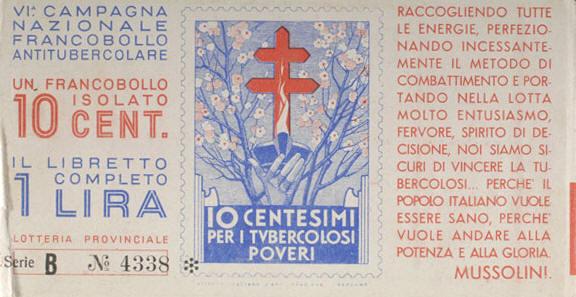 VIª CAMPAGNA
NAZIONALE
FRANCOBOLLO
ANTITUBERCOLARE
UN FRANCOBOLLO
ISOLATO
10 CENT.
IL LIBRETTO
COMPLETO
1 LIRA
LOTTERIA PROVINCIALE
Serie B Nº 4338 ✻
10 CENTESIMI
PER I TVBERCOLOSI
POVERI
RACCOGLIENDO TUTTE
LE ENERGIE, PERFEZIO-
NANDO INCESSANTE-
MENTE IL METODO DI
COMBATTIMENTO E POR-
TANDO NELLA LOTTA
MOLTO ENTUSIASMO,
FERVORE, SPIRITO DI DE-
CISIONE, NOI SIAMO SI-
CURI DI VINCERE LA TU-
BERCOLOSI... PERCHE' IL
POPOLO ITALIANO VUOLE
ESSERE SANO, PERCHE'
VUOLE ANDARE ALLA
POTENZA E ALLA GLORIA.
MUSSOLINI.